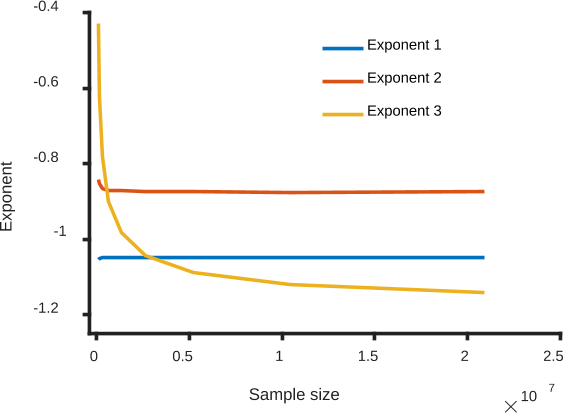 -0.4
Exponent 1
-0.6
Exponent 2
Exponent 3
-0.8
Exponent
-1
-1.2
0 0.5 1 1.5 2 2.5
Sample size
× 10 7